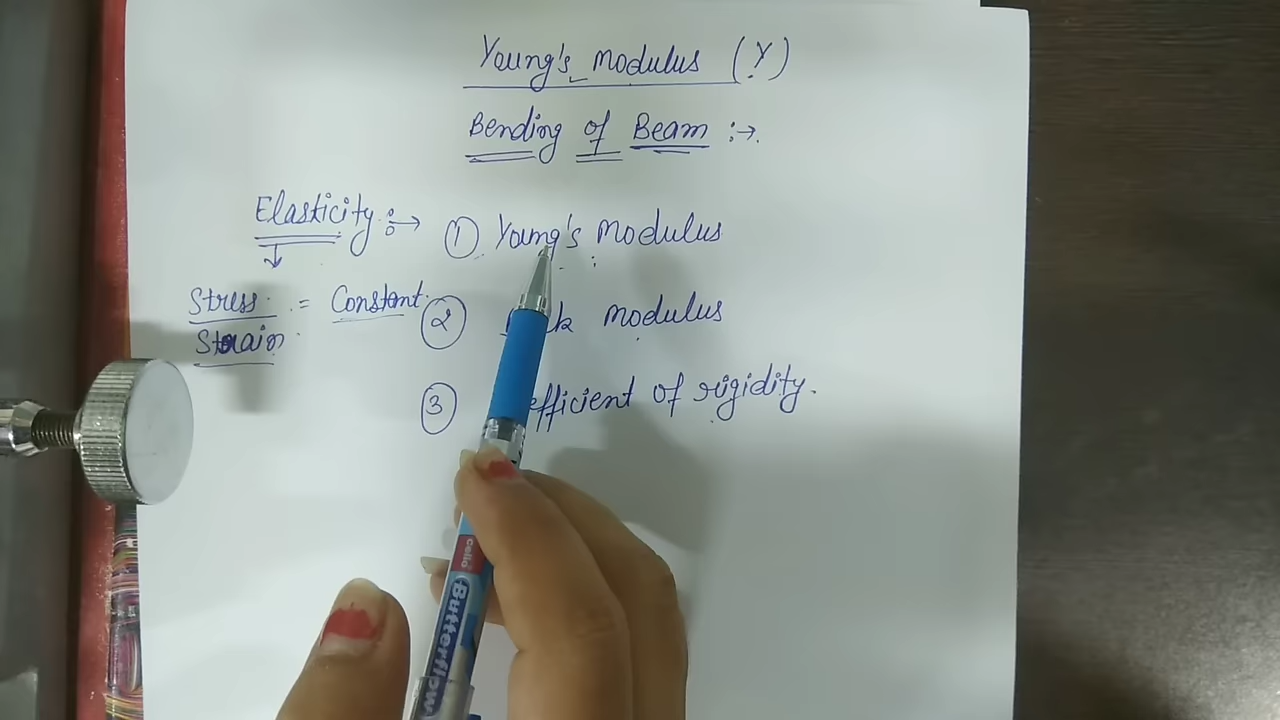 Young's modulus (Y)
Bending of Beam :→.
Elasticity :→ ① Young's modulus
Stress = Constant.
Strain
② modulus
③ efficient of rigidity.
cello
Butterflow